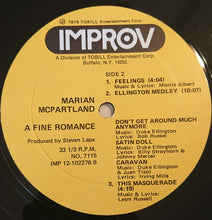 © 1976 TOBILL Entertainment Corp.
IMPROV
A Division of TOBILL Entertainment Corp.
Buffalo, N.Y. 14202.
SIDE 2
1. FEELINGS (4:04)
Music & Lyrics: Morris Albert
2. ELLINGTON MEDLEY (10:07)
MARIAN
MCPARTLAND
A FINE ROMANCE
Produced by Steven Lapa
33 1/3 R.P.M.
NO. 7115
IMP 12-102276 B
DON'T GET AROUND MUCH
ANYMORE
Music: Duke Ellington
Lyric: Bob Russell
SATIN DOLL
Music: Duke Ellington
Lyrics: Billy Strayhorn &
Johnny Mercer
CARAVAN
Music: Duke Ellington
Juan Tizol
Lyrics: Irving Mills
3. THIS MASQUERADE
(4:19)
Music & Lyrics:
Leon Russell